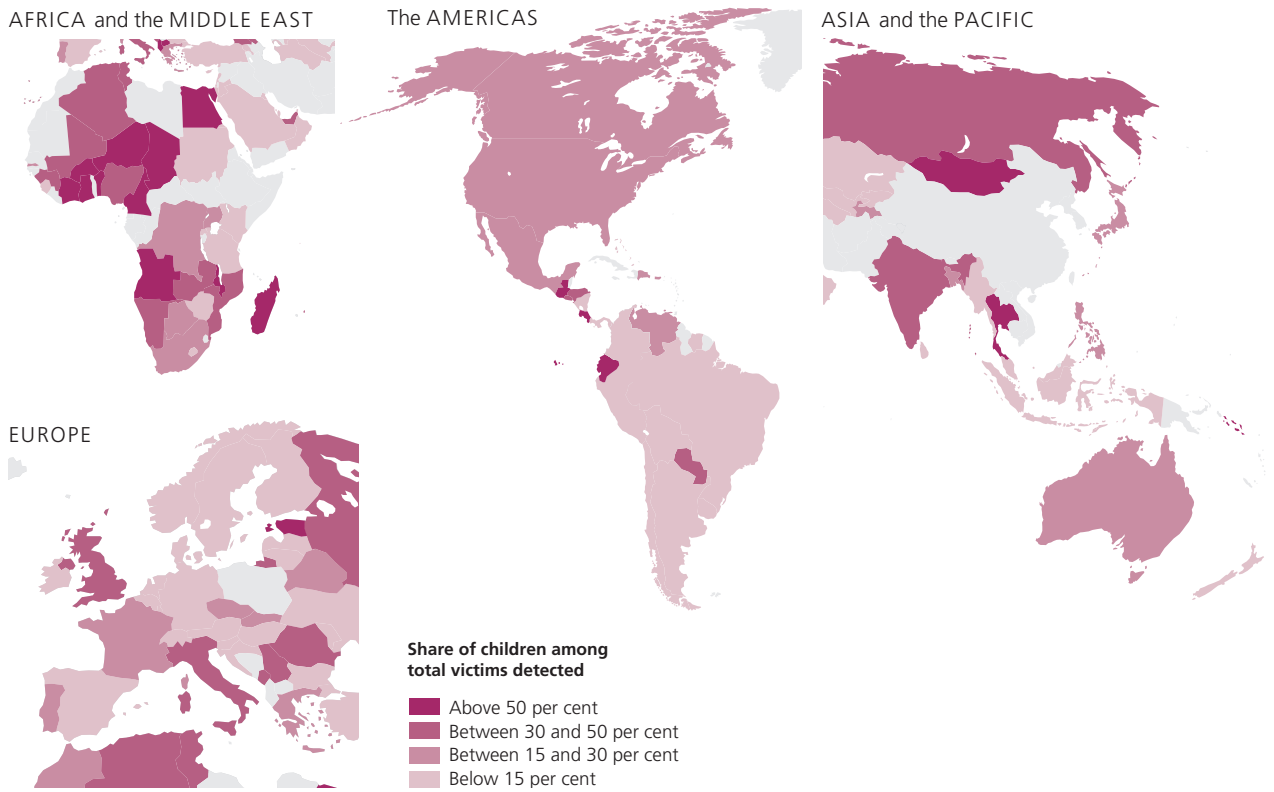 AFRICA and the MIDDLE EAST
The AMERICAS
ASIA and the PACIFIC
EUROPE
Share of children among
total victims detected
Above 50 per cent
Between 30 and 50 per cent
Between 15 and 30 per cent
Below 15 per cent